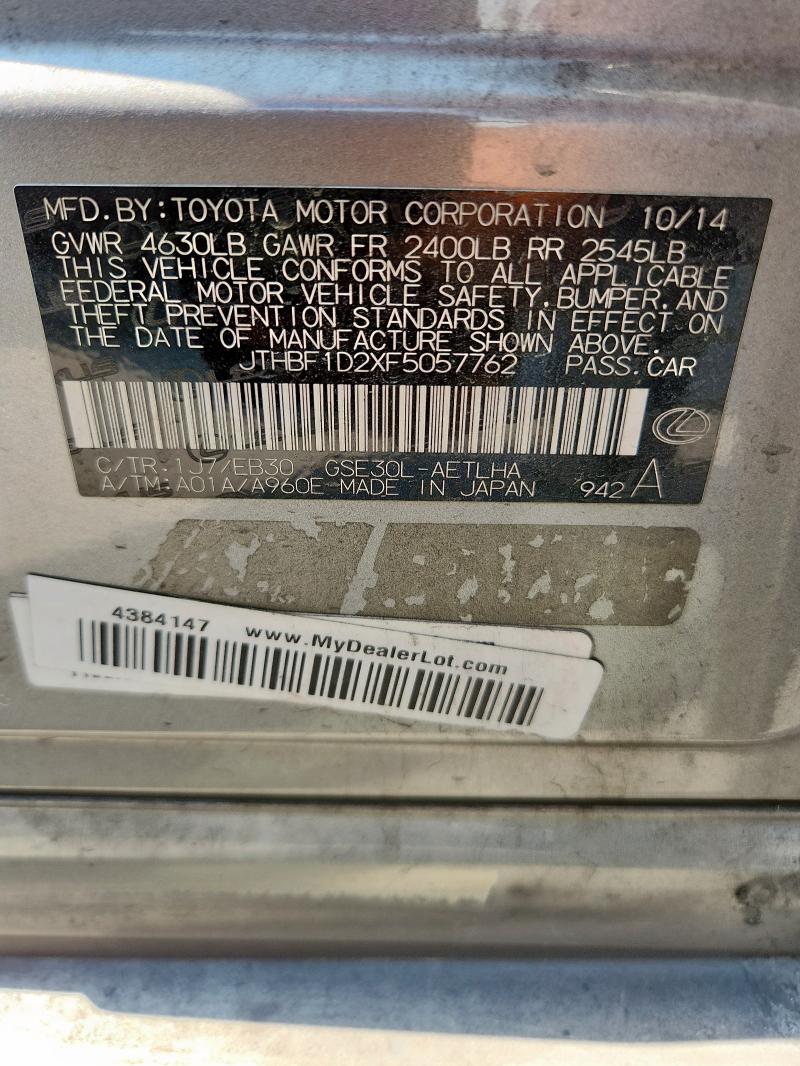 MFD.BY:TOYOTA MOTOR CORPORATION 10/14
GVWR 4630LB GAWR FR 2400LB RR 2545LB
THIS VEHICLE CONFORMS TO ALL APPLICABLE
FEDERAL MOTOR VEHICLE SAFETY.BUMPER.AND
THEFT PREVENTION STANDARDS IN EFFECT ON
THE DATE OF MANUFACTURE SHOWN ABOVE.
JTHBF1D2XF5057762 PASS.CAR
C/TR:1J7/EB30 GSE30L-AETLHA
A/TM:A01A/A960E MADE IN JAPAN 942 A
4384147 www.MyDealerLot.com